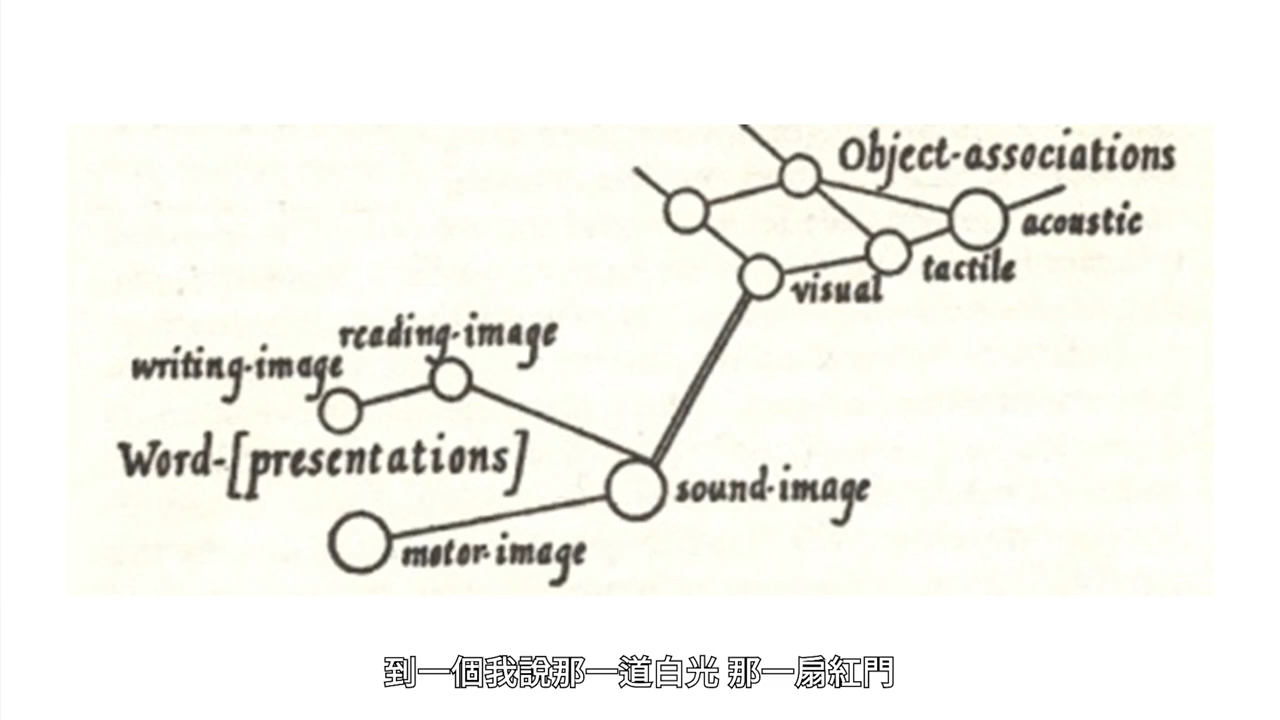 Object-associations
acoustic
tactile
visual
reading-image
writing-image
Word-[presentations]
sound-image
motor-image
到一個我說那一道白光 那一扇紅門